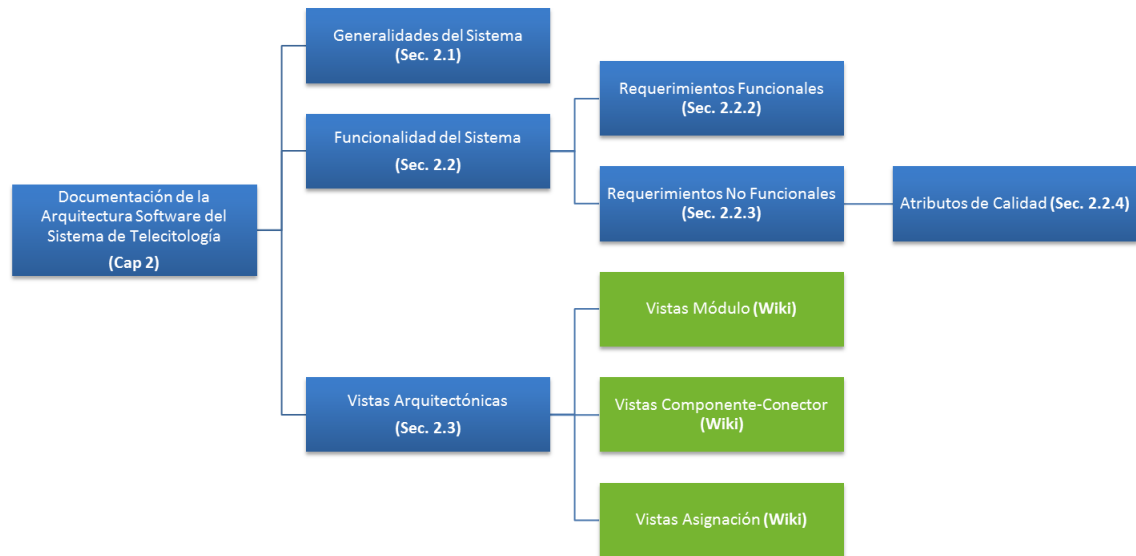 Documentación de la
Arquitectura Software del
Sistema de Telecitología
(Cap 2)
Generalidades del Sistema
(Sec. 2.1)
Funcionalidad del Sistema
(Sec. 2.2)
Requerimientos Funcionales
(Sec. 2.2.2)
Requerimientos No Funcionales
(Sec. 2.2.3)
Atributos de Calidad (Sec. 2.2.4)
Vistas Arquitectónicas
(Sec. 2.3)
Vistas Módulo (Wiki)
Vistas Componente-Conector
(Wiki)
Vistas Asignación (Wiki)